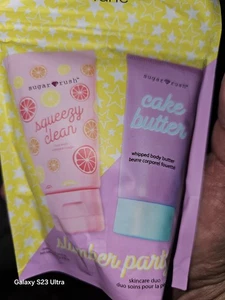 tarte
sugar rush
squeezy
clean
sugar rush
cake
butter
whipped body butter
beurre corporel fouetté
slumber party
skincare duo
duo soins pour la
Galaxy S23 Ultra